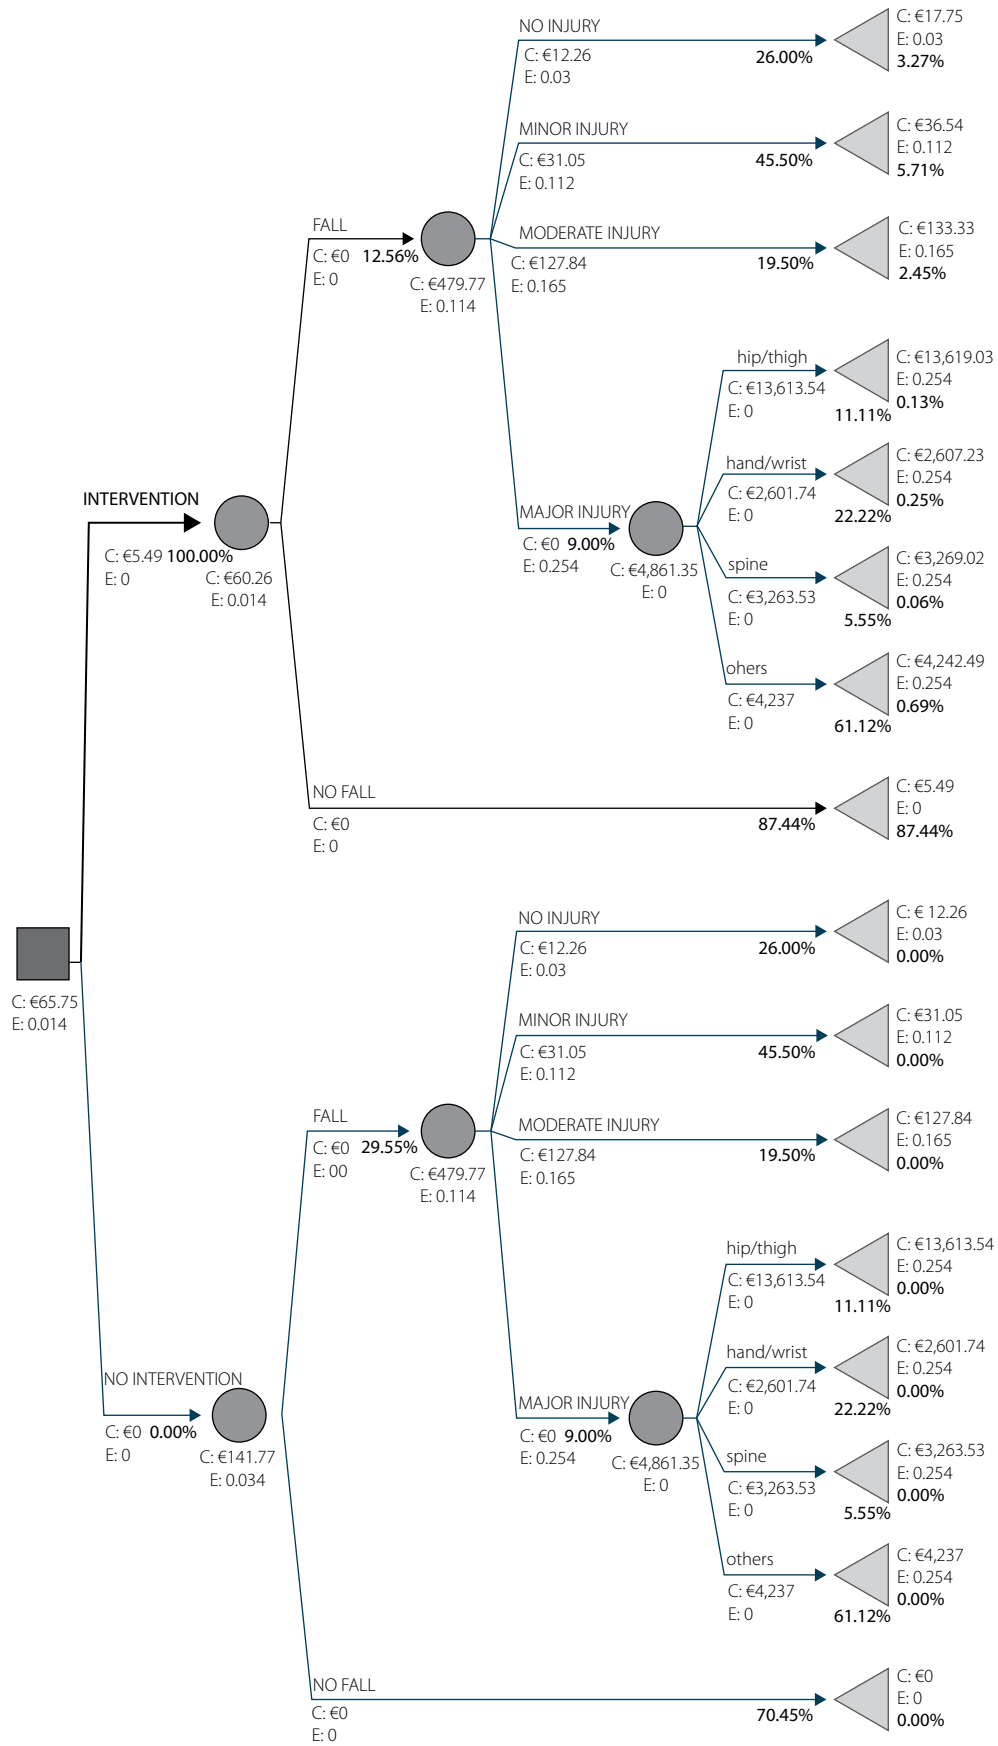 NO INJURY
C: €12.26
E: 0.03
26.00%
C: €17.75
E: 0.03
3.27%
MINOR INJURY
C: €31.05
E: 0.112
45.50%
C: €36.54
E: 0.112
5.71%
FALL
C: €0 12.56%
E: 0
C: €479.77
E: 0.114
MODERATE INJURY
C: €127.84
E: 0.165
19.50%
C: €133.33
E: 0.165
2.45%
hip/thigh
C: €13,613.54
E: 0
11.11%
C: €13,619.03
E: 0.254
0.13%
hand/wrist
C: €2,601.74
E: 0
22.22%
C: €2,607.23
E: 0.254
0.25%
INTERVENTION
C: €5.49 100.00%
E: 0
C: €60.26
E: 0.014
MAJOR INJURY
C: €0 9.00%
E: 0.254
C: €4,861.35
E: 0
spine
C: €3,263.53
E: 0
5.55%
C: €3,269.02
E: 0.254
0.06%
ohers
C: €4,237
E: 0
61.12%
C: €4,242.49
E: 0.254
0.69%
NO FALL
C: €0
E: 0
87.44%
C: €5.49
E: 0
87.44%
C: €65.75
E: 0.014
NO INJURY
C: €12.26
E: 0.03
26.00%
C: € 12.26
E: 0.03
0.00%
MINOR INJURY
C: €31.05
E: 0.112
45.50%
C: €31.05
E: 0.112
0.00%
FALL
C: €0 29.55%
E: 00
C: €479.77
E: 0.114
MODERATE INJURY
C: €127.84
E: 0.165
19.50%
C: €127.84
E: 0.165
0.00%
hip/thigh
C: €13,613.54
E: 0
11.11%
C: €13,613.54
E: 0.254
0.00%
hand/wrist
C: €2,601.74
E: 0
22.22%
C: €2,601.74
E: 0.254
0.00%
NO INTERVENTION
C: €0 0.00%
E: 0
C: €141.77
E: 0.034
MAJOR INJURY
C: €0 9.00%
E: 0.254
C: €4,861.35
E: 0
spine
C: €3,263.53
E: 0
5.55%
C: €3,263.53
E: 0.254
0.00%
others
C: €4,237
E: 0
61.12%
C: €4,237
E: 0.254
0.00%
NO FALL
C: €0
E: 0
70.45%
C: €0
E: 0
0.00%